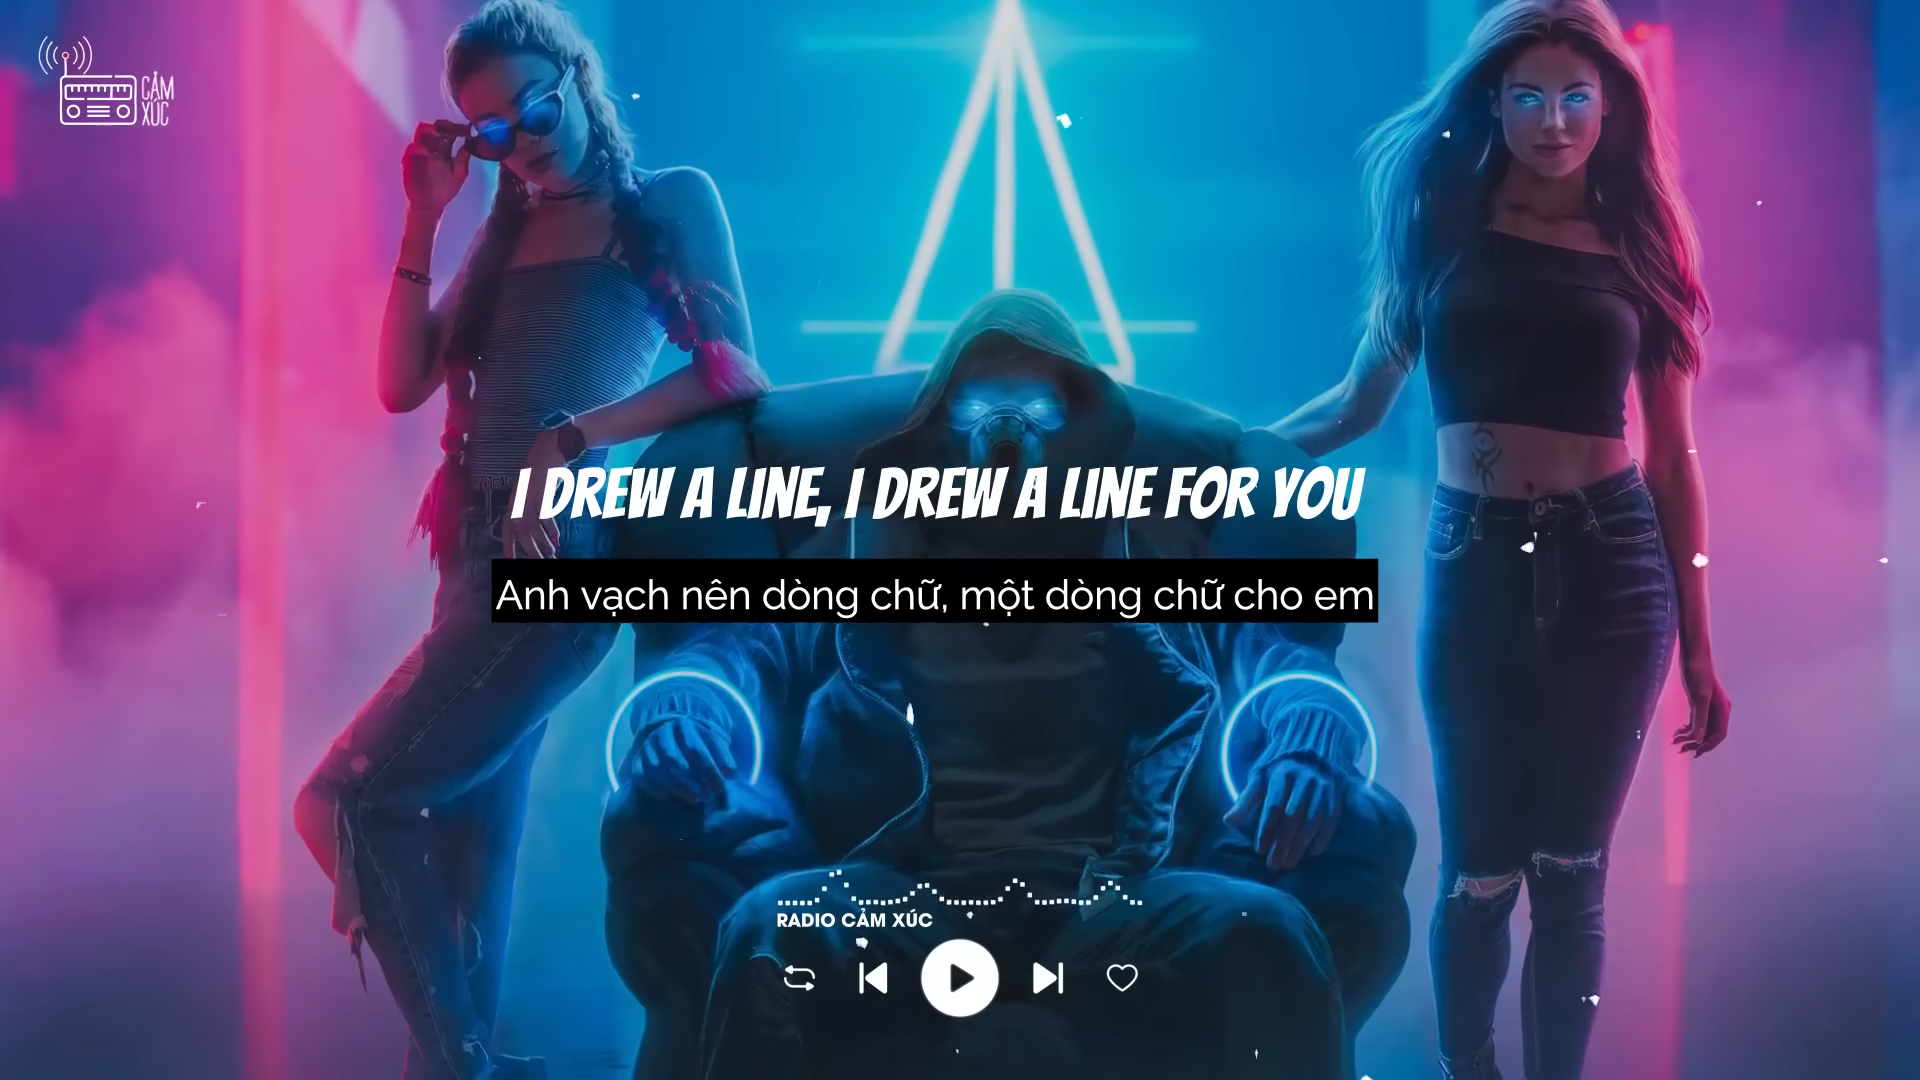 CẢM
XÚC
I DREW A LINE, I DREW A LINE FOR YOU
Anh vạch nên dòng chữ, một dòng chữ cho em
RADIO CẢM XÚC